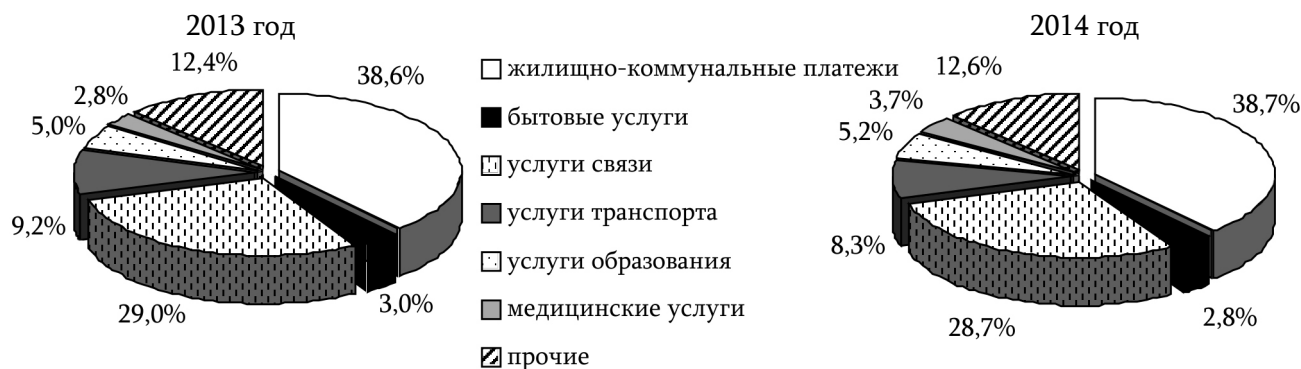 2013 год
12,4%
38,6%
2,8%
5,0%
9,2%
29,0%
3,0%
жилищно-коммунальные платежи
бытовые услуги
услуги связи
услуги транспорта
услуги образования
медицинские услуги
прочие
2014 год
12,6%
38,7%
3,7%
5,2%
8,3%
28,7%
2,8%